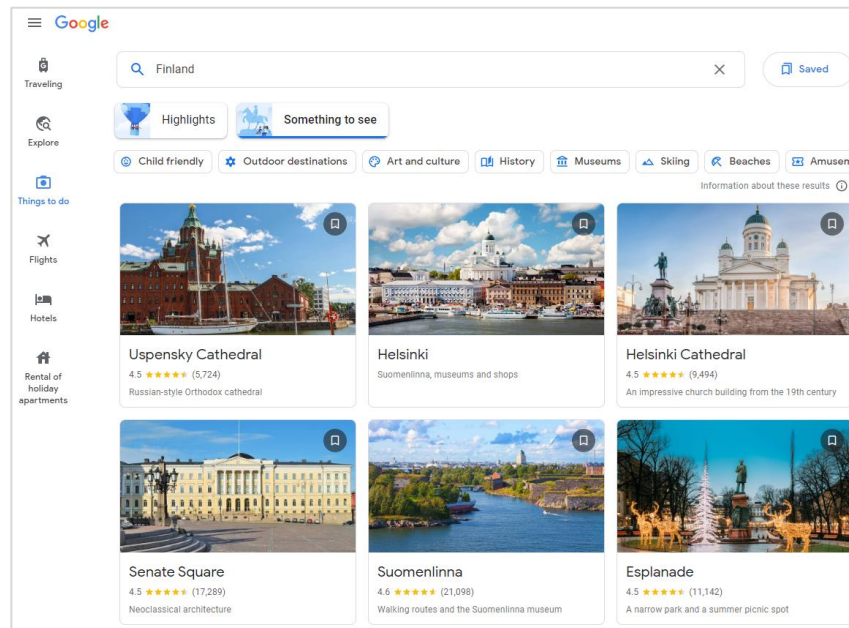 Google
Finland
Saved
Traveling
Explore
Things to do
Flights
Hotels
Rental of
holiday
apartments
Highlights
Something to see
Child friendly
Outdoor destinations
Art and culture
History
Museums
Skiing
Beaches
Amusem
Information about these results
Uspensky Cathedral
4.5 (5,724)
Russian-style Orthodox cathedral
Helsinki
Suomenlinna, museums and shops
Helsinki Cathedral
4.5 (9,494)
An impressive church building from the 19th century
Senate Square
4.5 (17,289)
Neoclassical architecture
Suomenlinna
4.6 (21,098)
Walking routes and the Suomenlinna museum
Esplanade
4.5 (11,142)
A narrow park and a summer picnic spot